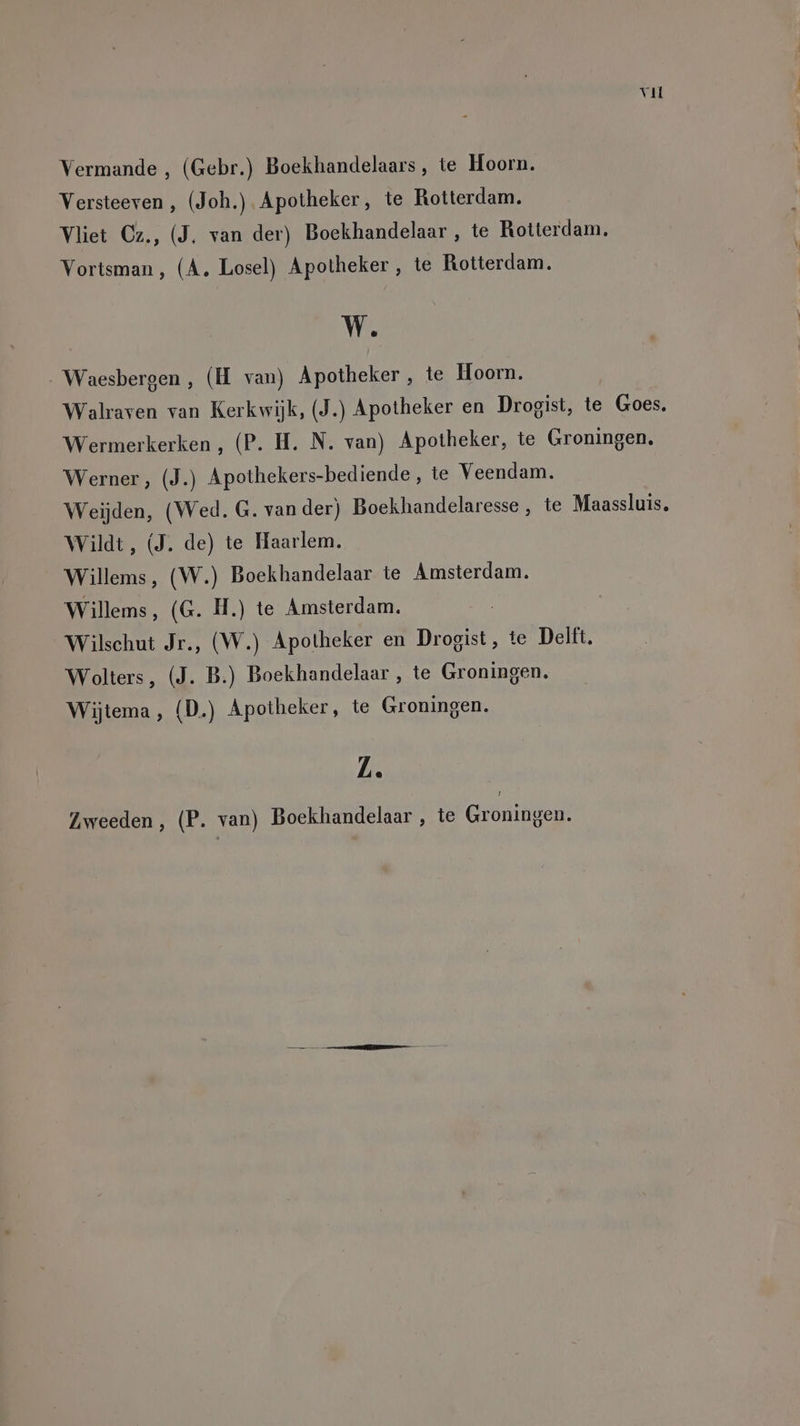 VII
Vermande , (Gebr.) Boekhandelaars , te Hoorn.
Versteeven , (Joh.) Apotheker , te Rotterdam.
Vliet Cz., (J. van der) Boekhandelaar , te Rotterdam.
Vortsman , (A. Losel) Apotheker , te Rotterdam.
W.
Waesbergen , (H van) Apotheker , te Hoorn.
Walraven van Kerkwijk, (J.) Apotheker en Drogist, te Goes.
Wermerkerken , (P. H. N. van) Apotheker, te Groningen.
Werner , (J.) Apothekers-bediende , te Veendam.
Weijden, (Wed. G. van der) Boekhandelaresse , te Maassluis.
Wildt , (J. de) te Haarlem.
Willems , (W.) Boekhandelaar te Amsterdam.
Willems , (G. H.) te Amsterdam.
Wilschut Jr., (W.) Apotheker en Drogist , te Delft.
Wolters , (J. B.) Boekhandelaar , te Groningen.
Wijtema , (D.) Apotheker, te Groningen.
Z.
Zweeden , (P. van) Boekhandelaar , te Groningen.